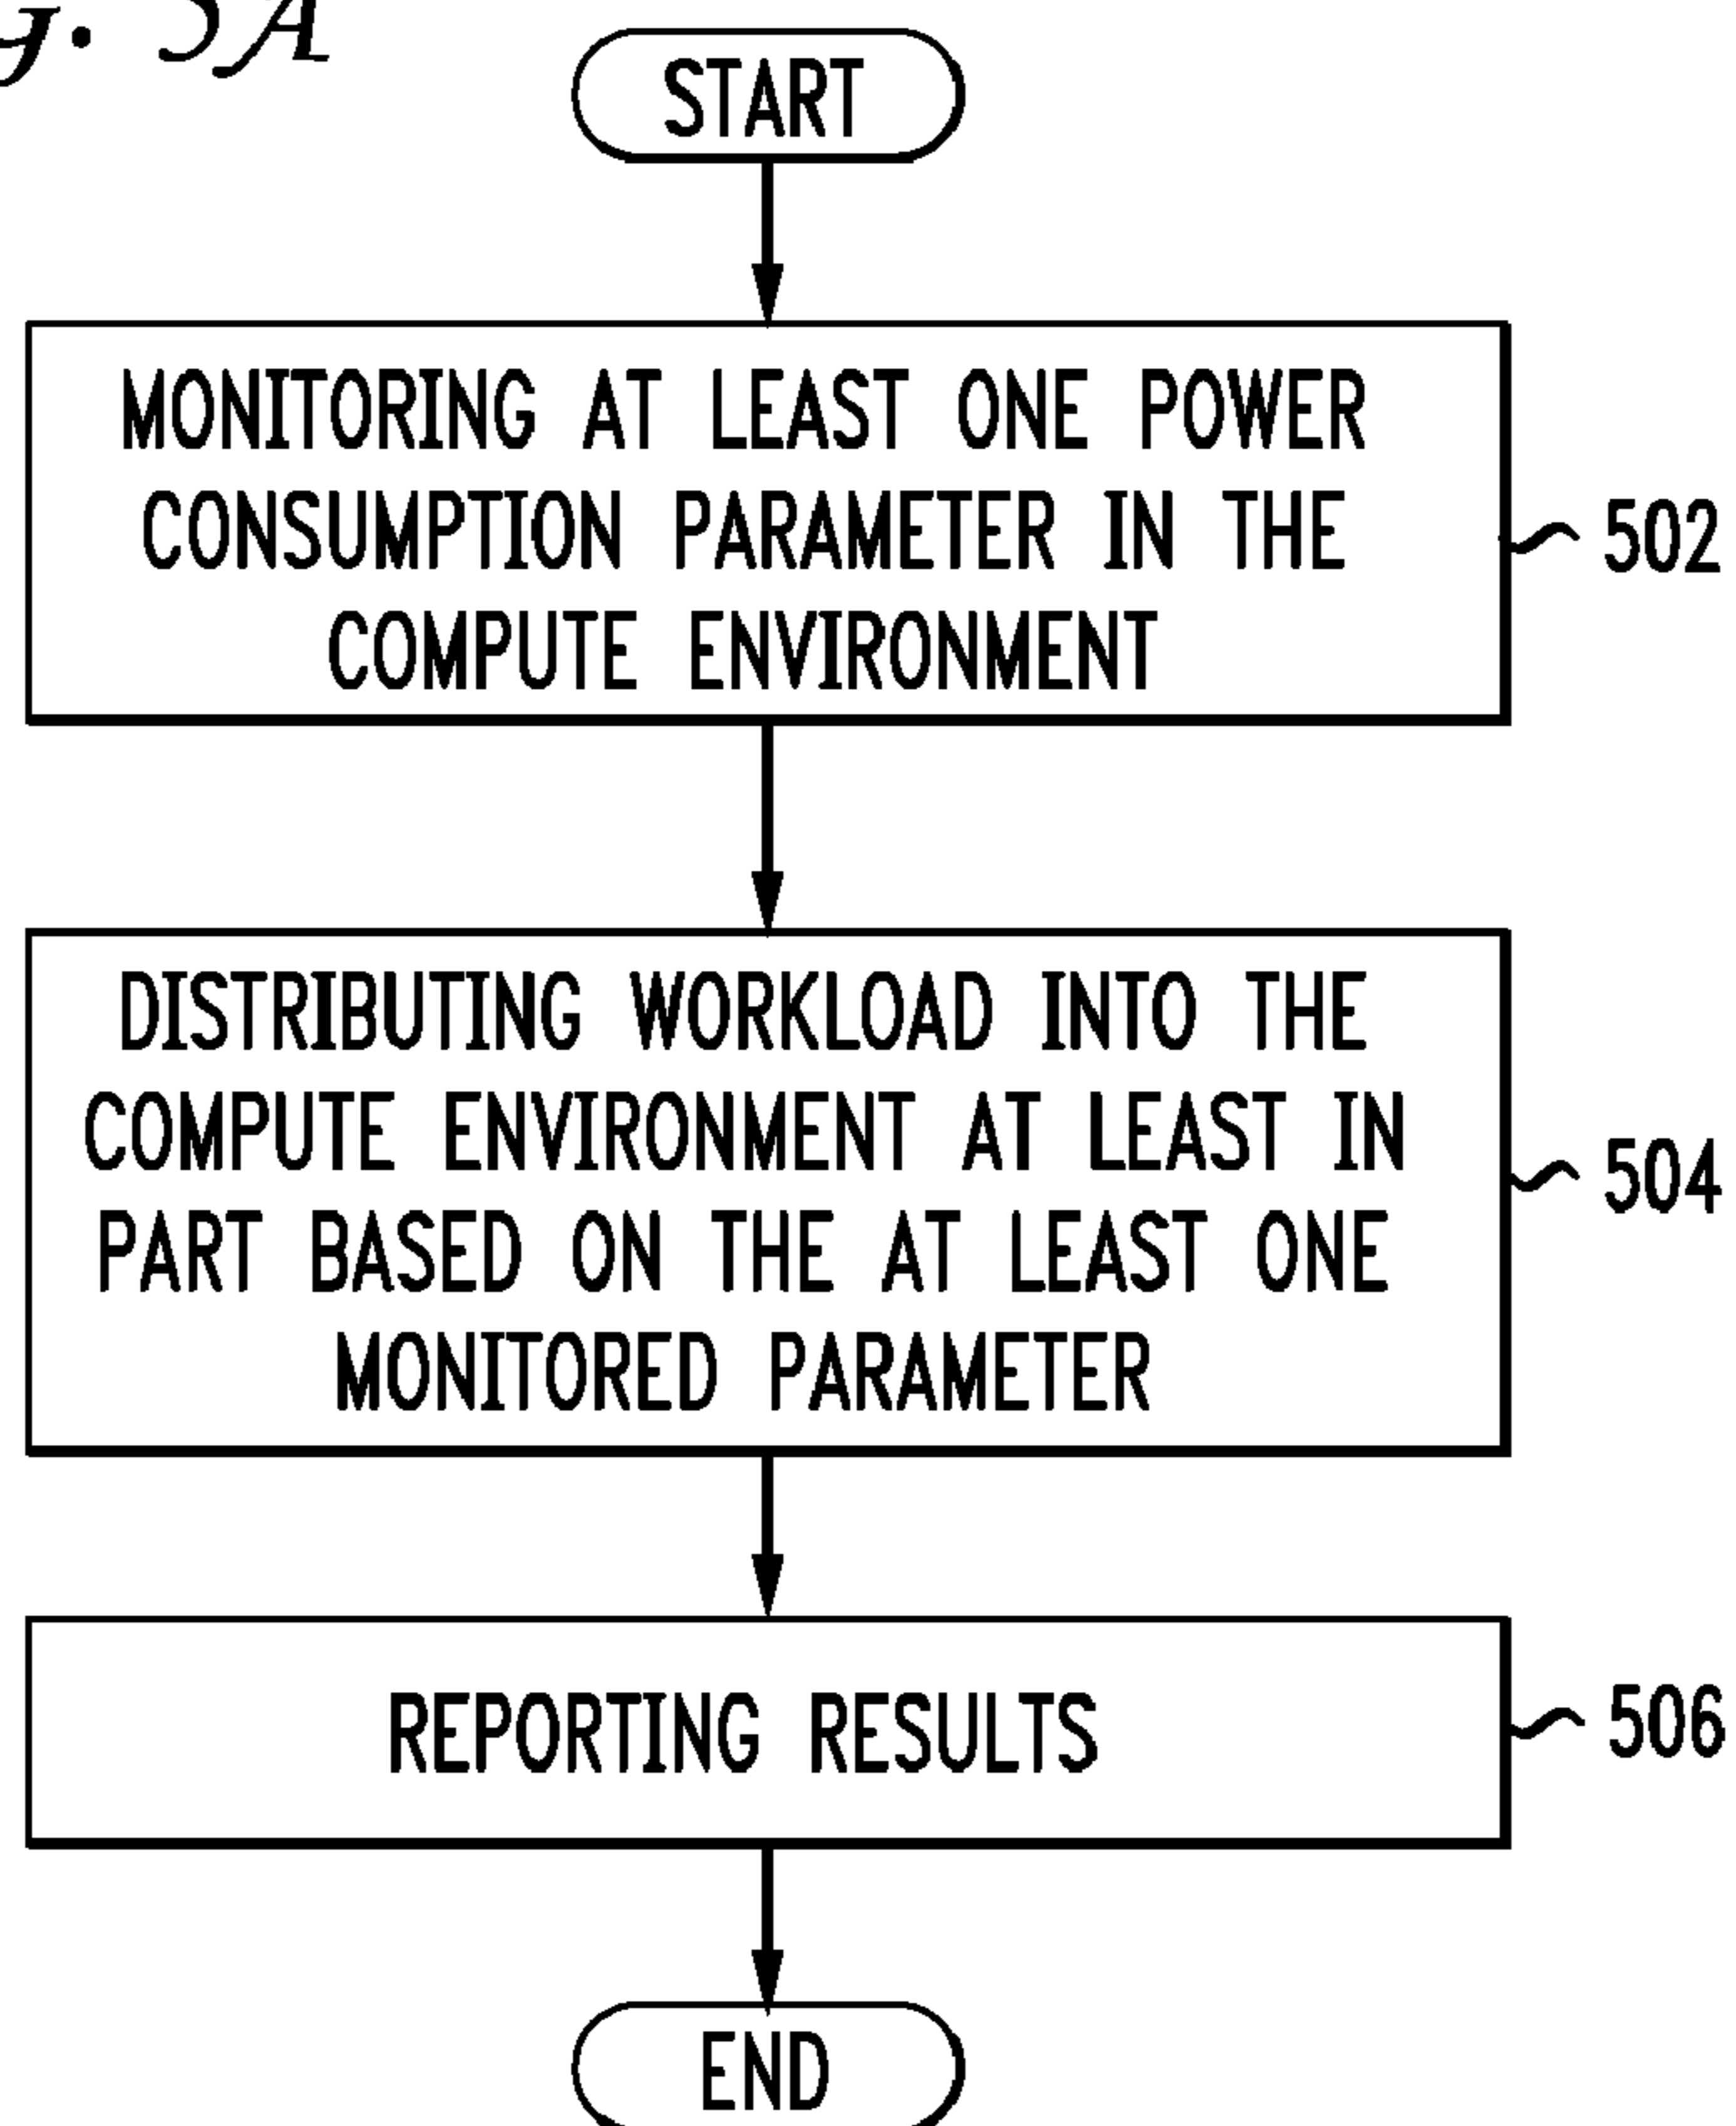 5A
START
MONITORING AT LEAST ONE POWER
CONSUMPTION PARAMETER IN THE
COMPUTE ENVIRONMENT
502
DISTRIBUTING WORKLOAD INTO THE
COMPUTE ENVIRONMENT AT LEAST IN
PART BASED ON THE AT LEAST ONE
MONITORED PARAMETER
504
REPORTING RESULTS
506
END